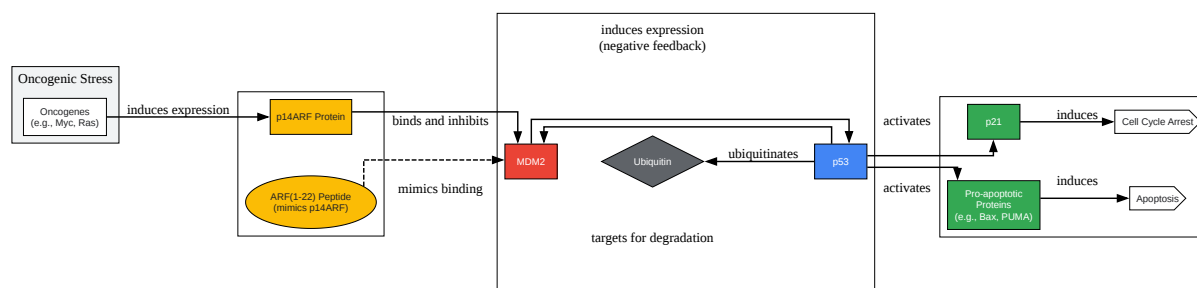 Oncogenic Stress
Oncogenes
(e.g., Myc, Ras)
induces expression
p14ARF Protein
ARF(1-22) Peptide
(mimics p14ARF)
binds and inhibits
mimics binding
induces expression
(negative feedback)
MDM2
Ubiquitin
ubiquitinates
p53
targets for degradation
activates
activates
p21
induces
Cell Cycle Arrest
Pro-apoptotic
Proteins
(e.g., Bax, PUMA)
induces
Apoptosis